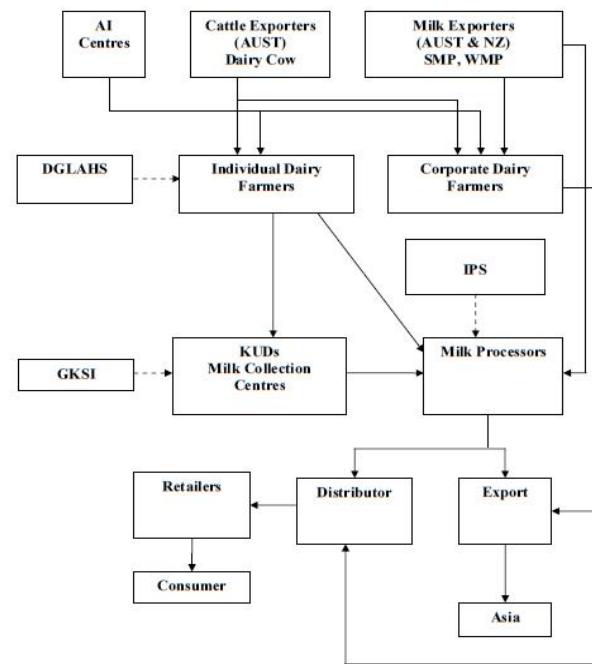 AI
Centres
Cattle Exporters
(AUST)
Dairy Cow
Milk Exporters
(AUST & NZ)
SMP, WMP
DGLAHS
Individual Dairy
Farmers
Corporate Dairy
Farmers
IPS
GKSI
KUDs
Milk Collection
Centres
Milk Processors
Retailers
Distributor
Export
Consumer
Asia